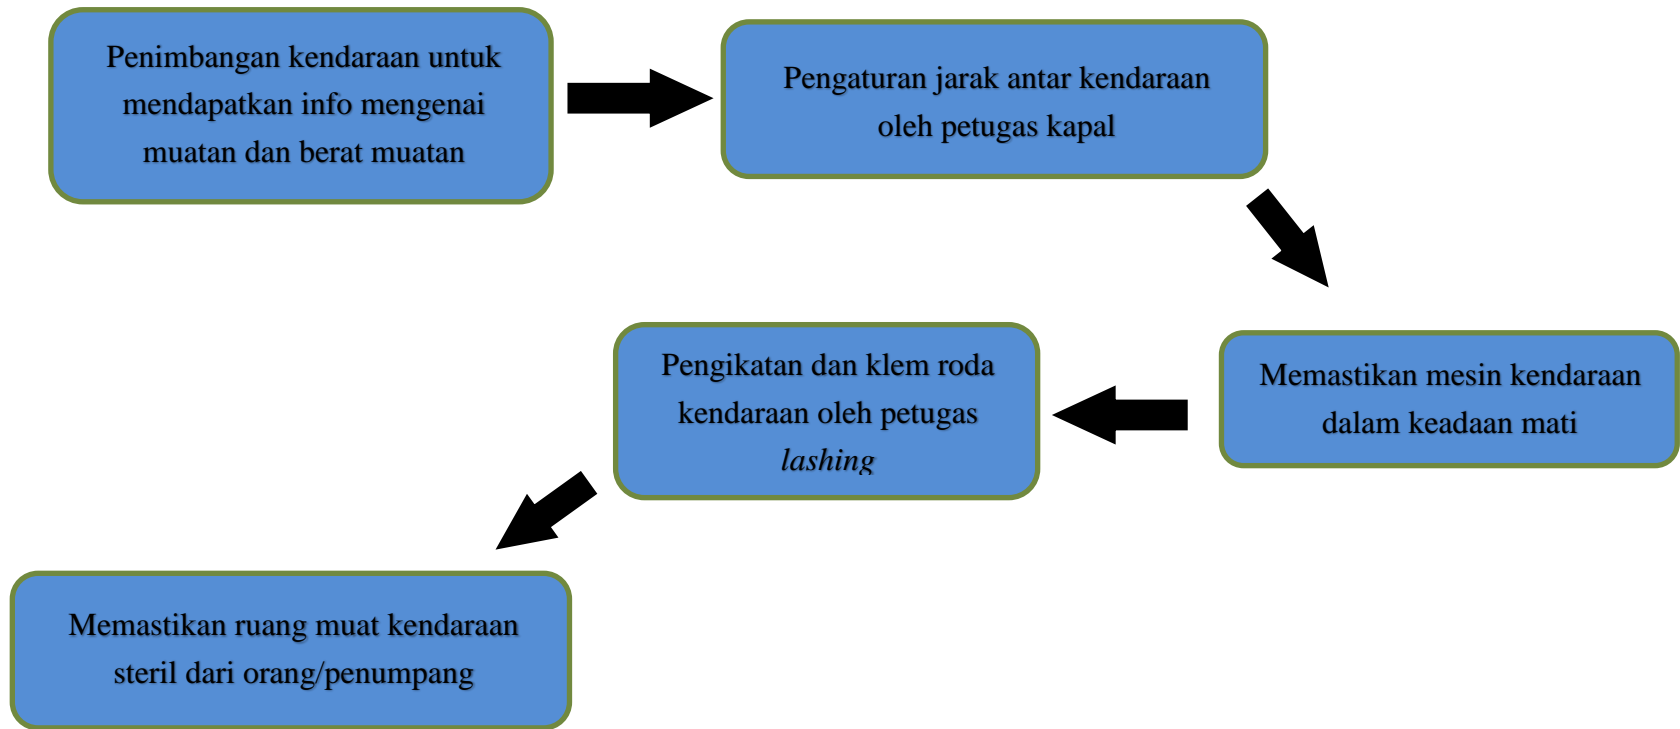 Penimbangan kendaraan untuk
mendapatkan info mengenai
muatan dan berat muatan
Pengaturan jarak antar kendaraan
oleh petugas kapal
Memastikan mesin kendaraan
dalam keadaan mati
Pengikatan dan klem roda
kendaraan oleh petugas
lashing
Memastikan ruang muat kendaraan
steril dari orang/penumpang